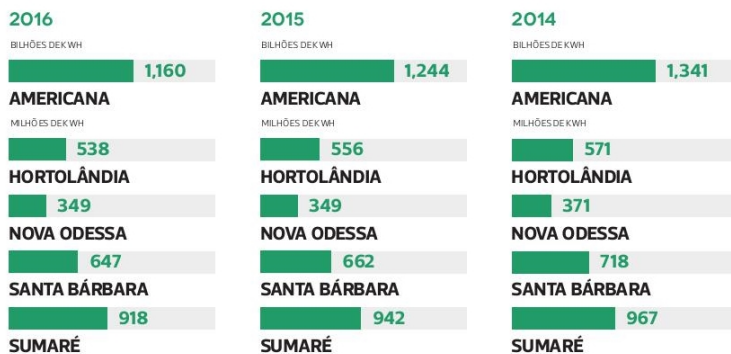 2016
BILHÕES DE KWH
1,160
AMERICANA
MILHÕES DE KWH
538
HORTOLÂNDIA
349
NOVA ODESSA
647
SANTA BÁRBARA
918
SUMARÉ
2015
BILHÕES DE KWH
1,244
AMERICANA
MILHÕES DE KWH
556
HORTOLÂNDIA
349
NOVA ODESSA
662
SANTA BÁRBARA
942
SUMARÉ
2014
BILHÕES DE KWH
1,341
AMERICANA
MILHÕES DE KWH
571
HORTOLÂNDIA
371
NOVA ODESSA
718
SANTA BÁRBARA
967
SUMARÉ